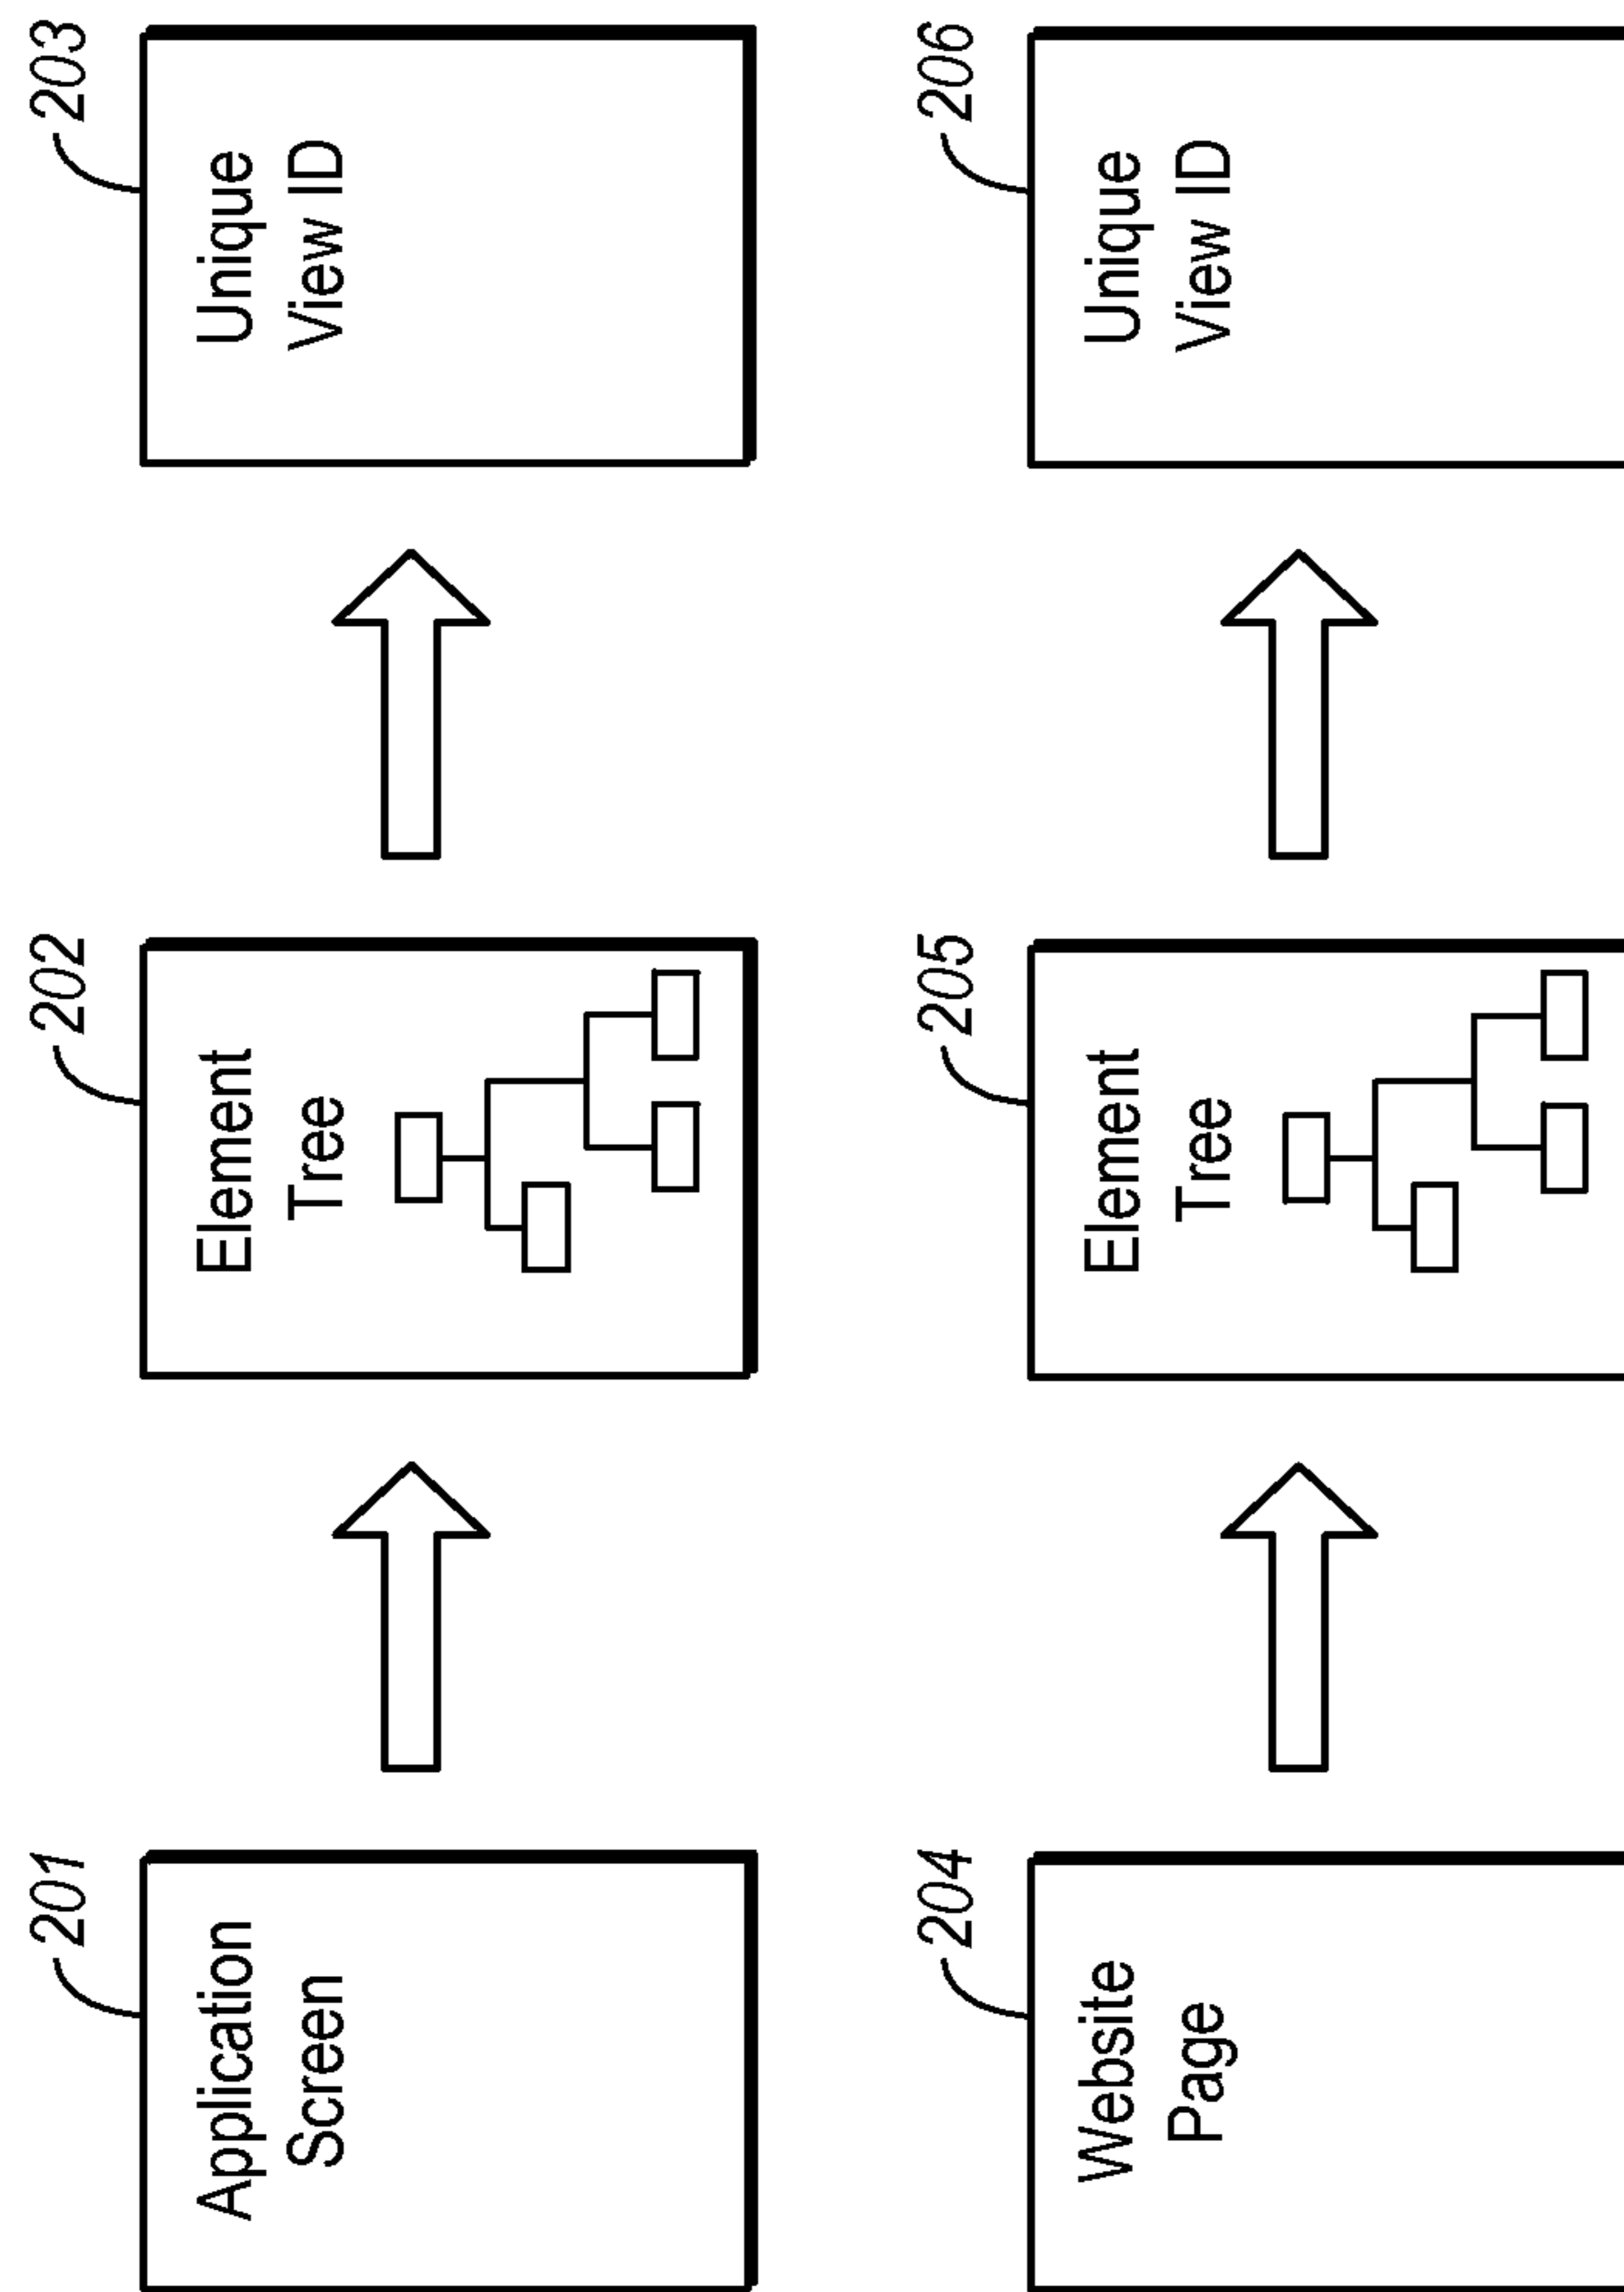 201
Application
Screen
202
Element
Tree
203
Unique
View ID
204
Website
Page
205
Element
Tree
206
Unique
View ID